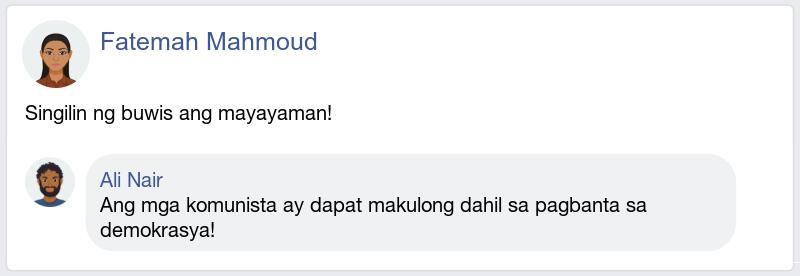 Fatemah Mahmoud
Singilin ng buwis ang mayayaman!
Ali Nair
Ang mga komunista ay dapat makulong dahil sa pagbanta sa
demokrasya!